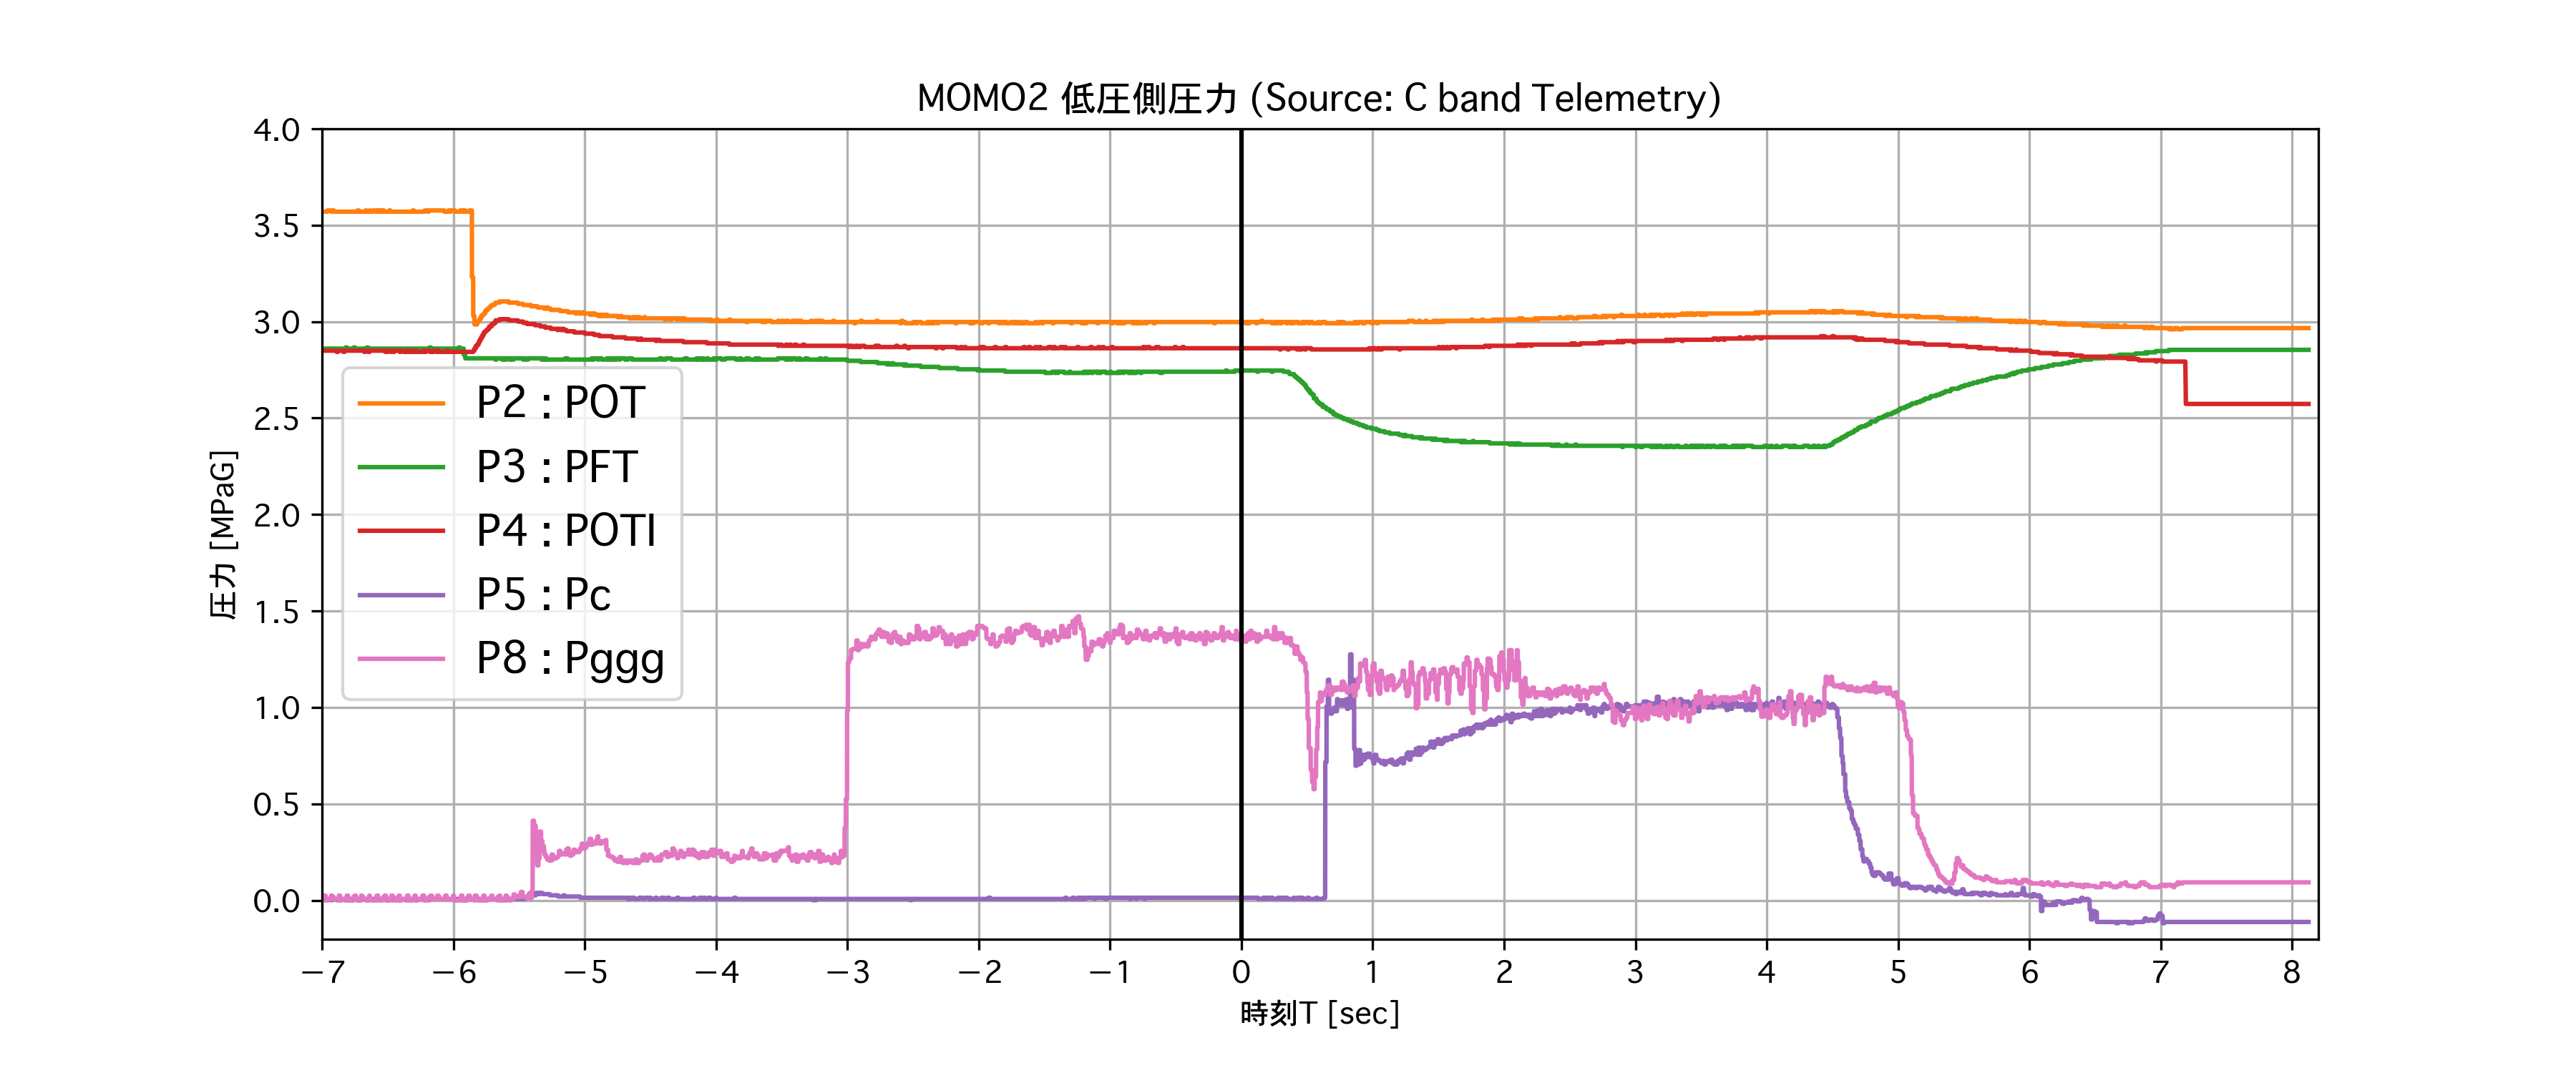 MOMO2 低圧側圧力 (Source: C band Telemetry)
圧力 [MPaG]
4.0
3.5
3.0
2.5
2.0
1.5
1.0
0.5
0.0
P2 : POT
P3 : PFT
P4 : POTI
P5 : Pc
P8 : Pggg
−7 −6 −5 −4 −3 −2 −1 0 1 2 3 4 5 6 7 8
時刻T [sec]